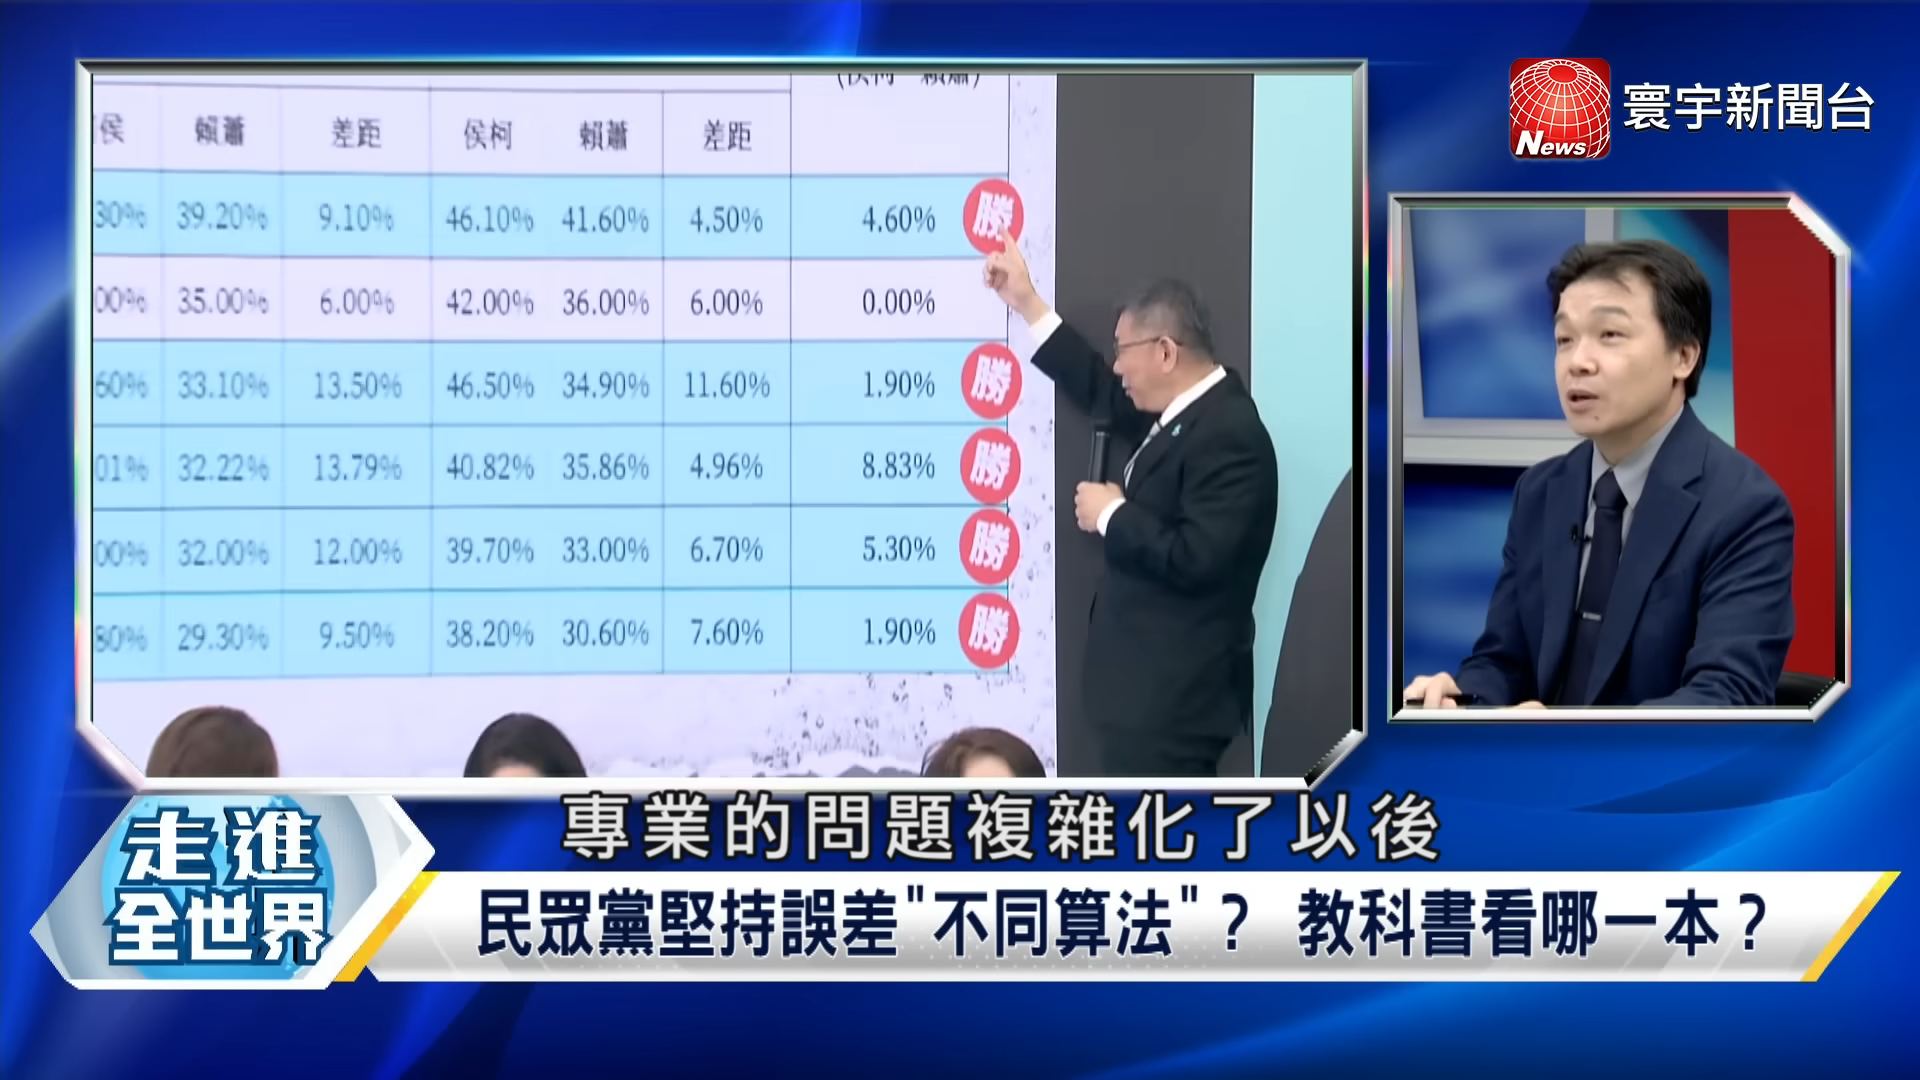 News 寰宇新聞台
侯 賴蕭 差距 侯柯 賴蕭 差距
30% 39.20% 9.10% 46.10% 41.60% 4.50% 4.60% 勝
00% 35.00% 6.00% 42.00% 36.00% 6.00% 0.00%
60% 33.10% 13.50% 46.50% 34.90% 11.60% 1.90% 勝
01% 32.22% 13.79% 40.82% 35.86% 4.96% 8.83% 勝
00% 32.00% 12.00% 39.70% 33.00% 6.70% 5.30% 勝
80% 29.30% 9.50% 38.20% 30.60% 7.60% 1.90% 勝
專業的問題複雜化了以後
走進
全世界
民眾黨堅持誤差"不同算法"？ 教科書看哪一本？